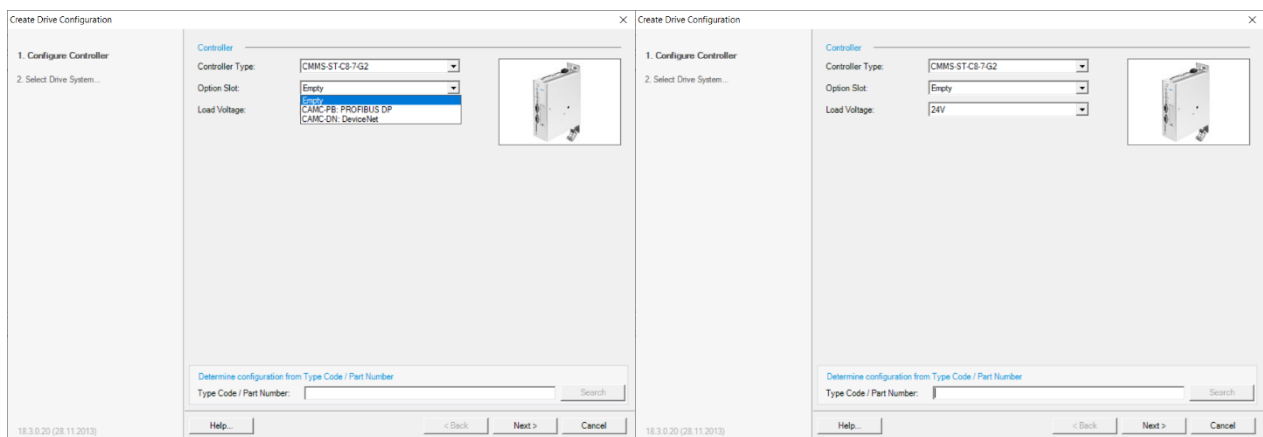 Create Drive Configuration
1. Configure Controller
2. Select Drive System...
Controller
Controller Type: CMMS-ST-C8-7-G2
Option Slot: Empty
Empty
CAMC-PB: PROFIBUS DP
CAMC-DN: DeviceNet
Load Voltage:
Determine configuration from Type Code / Part Number
Type Code / Part Number: Search
18.3.0.20 (28.11.2013)
Help... < Back Next > Cancel
Create Drive Configuration
1. Configure Controller
2. Select Drive System...
Controller
Controller Type: CMMS-ST-C8-7-G2
Option Slot: Empty
Load Voltage: 24V
Determine configuration from Type Code / Part Number
Type Code / Part Number: Search
18.3.0.20 (28.11.2013)
Help... < Back Next > Cancel